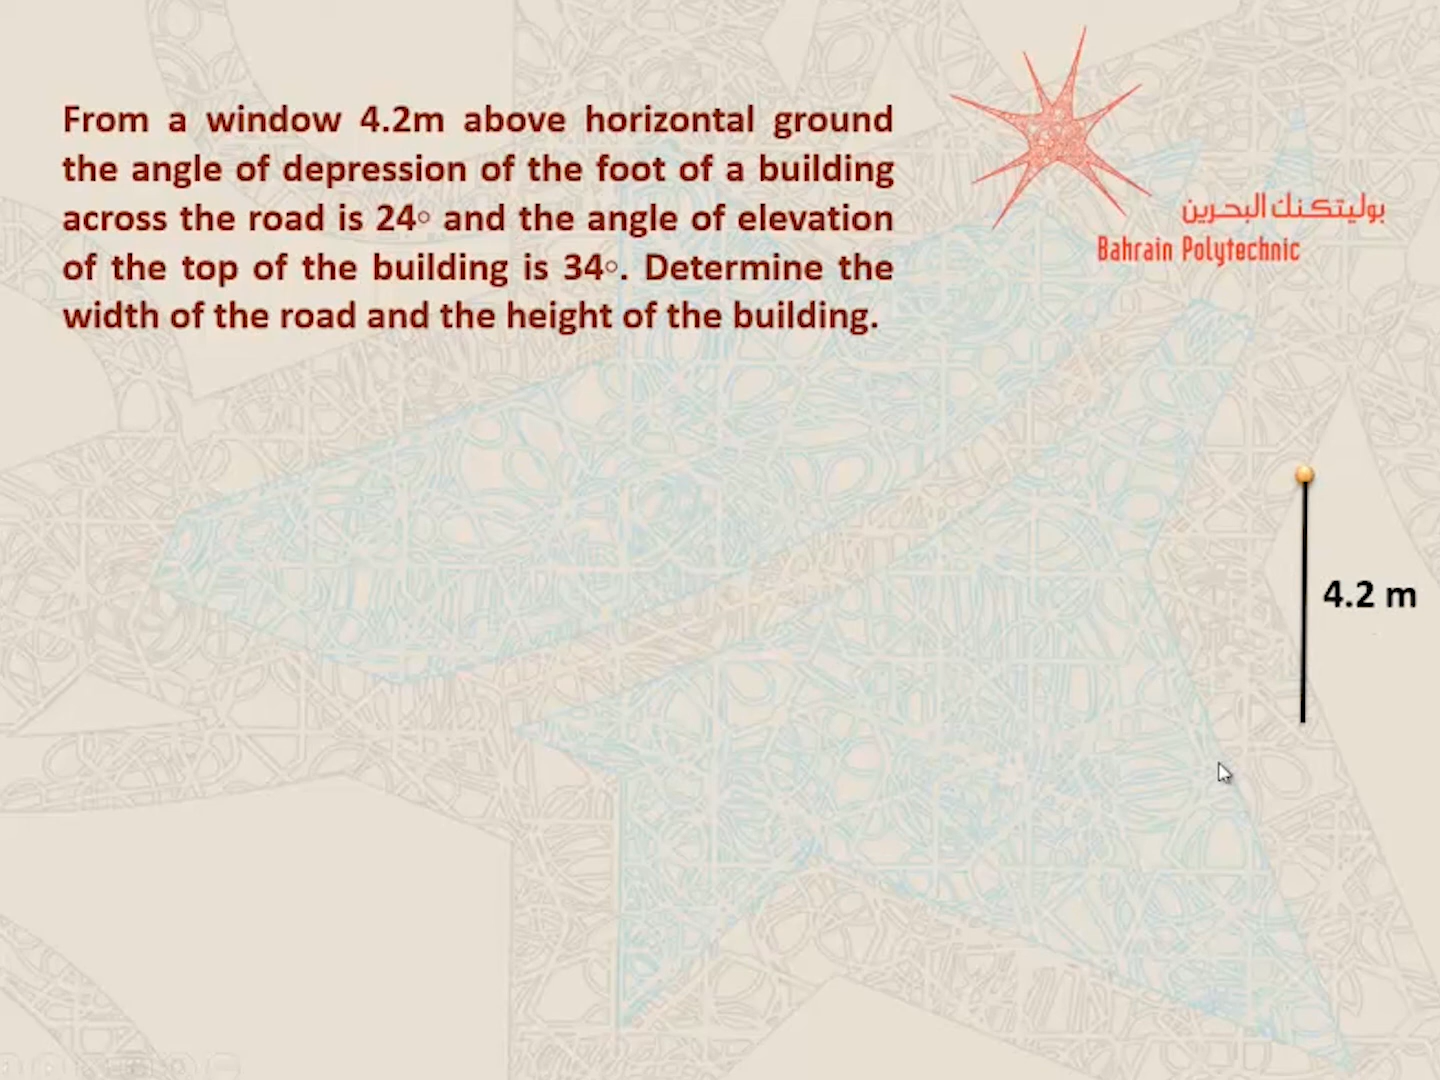 From a window 4.2m above horizontal ground
the angle of depression of the foot of a building
across the road is 24◦ and the angle of elevation
of the top of the building is 34◦. Determine the
width of the road and the height of the building.
بوليتكنك البحرين
Bahrain Polytechnic
4.2 m